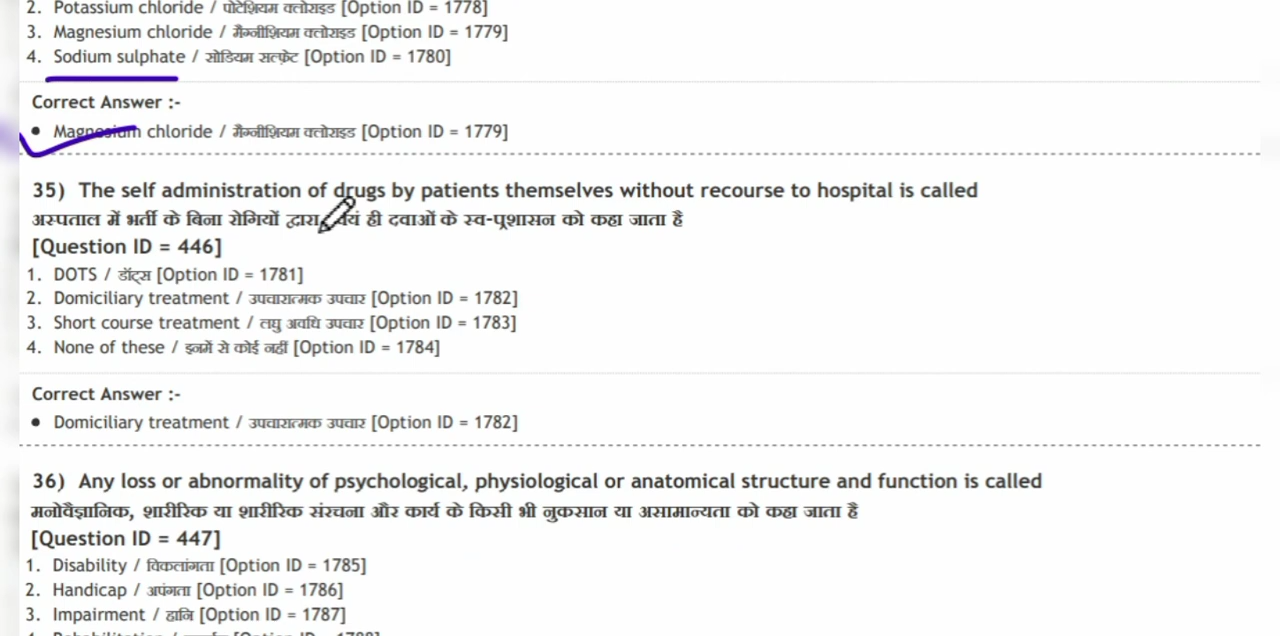 2. Potassium chloride / पोटेशियम क्लोराइड [Option ID = 1778]
3. Magnesium chloride / मैग्नीशियम क्लोराइड [Option ID = 1779]
4. Sodium sulphate / सोडियम सल्फ़ेट [Option ID = 1780]
Correct Answer :-
• Magnesium chloride / मैग्नीशियम क्लोराइड [Option ID = 1779]
35) The self administration of drugs by patients themselves without recourse to hospital is called
अस्पताल में भर्ती के बिना रोगियों द्वारा ही दवाओं के स्व-प्रशासन को कहा जाता है
[Question ID = 446]
1. DOTS / डॉट्स [Option ID = 1781]
2. Domiciliary treatment / उपचारात्मक उपचार [Option ID = 1782]
3. Short course treatment / लघु अवधि उपचार [Option ID = 1783]
4. None of these / इनमें से कोई नहीं [Option ID = 1784]
Correct Answer :-
• Domiciliary treatment / उपचारात्मक उपचार [Option ID = 1782]
36) Any loss or abnormality of psychological, physiological or anatomical structure and function is called
मनोवैज्ञानिक, शारीरिक या शारीरिक संरचना और कार्य के किसी भी नुकसान या असामान्यता को कहा जाता है
[Question ID = 447]
1. Disability / विकलांगता [Option ID = 1785]
2. Handicap / अपंगता [Option ID = 1786]
3. Impairment / हानि [Option ID = 1787]